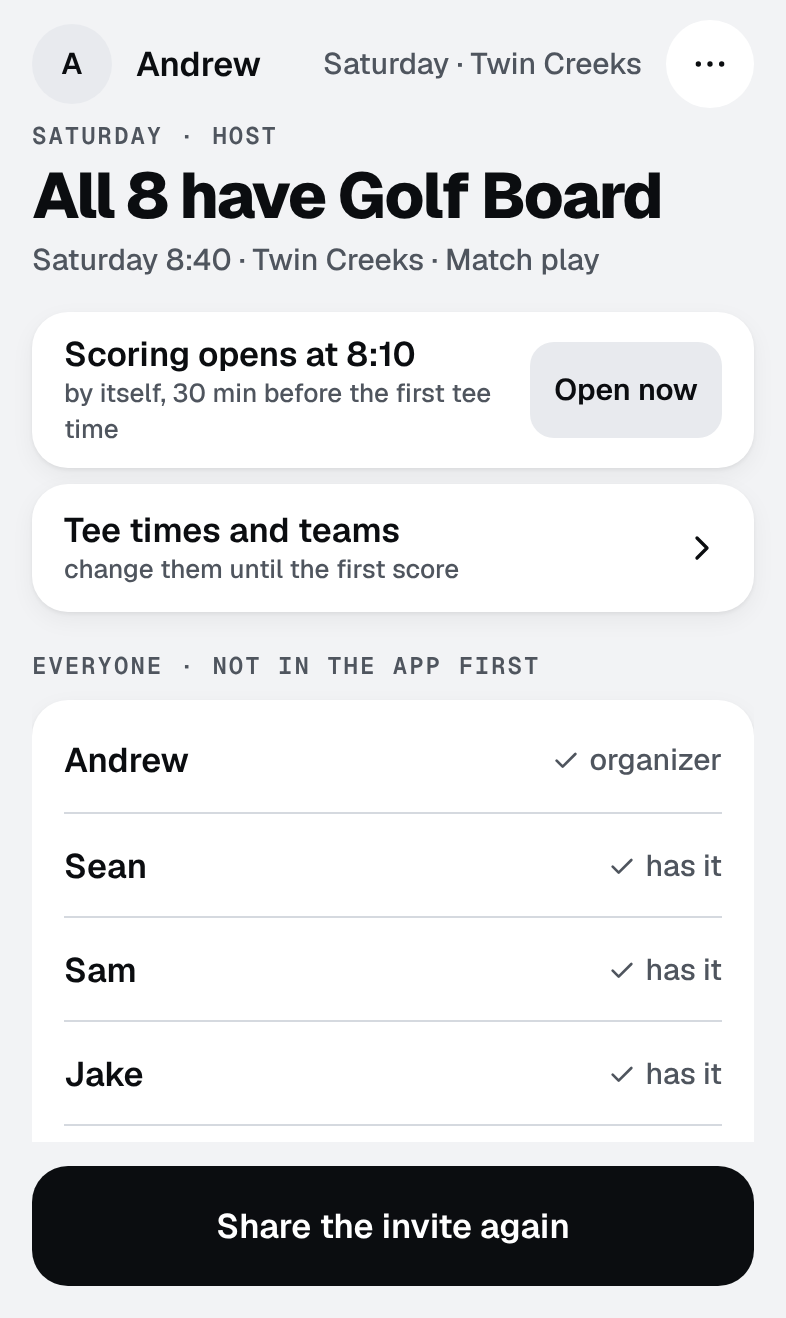 A Andrew Saturday · Twin Creeks ···
SATURDAY · HOST
All 8 have Golf Board
Saturday 8:40 · Twin Creeks · Match play
Scoring opens at 8:10
by itself, 30 min before the first tee
time
Open now
Tee times and teams
change them until the first score
EVERYONE · NOT IN THE APP FIRST
Andrew ✓ organizer
Sean ✓ has it
Sam ✓ has it
Jake ✓ has it
Share the invite again